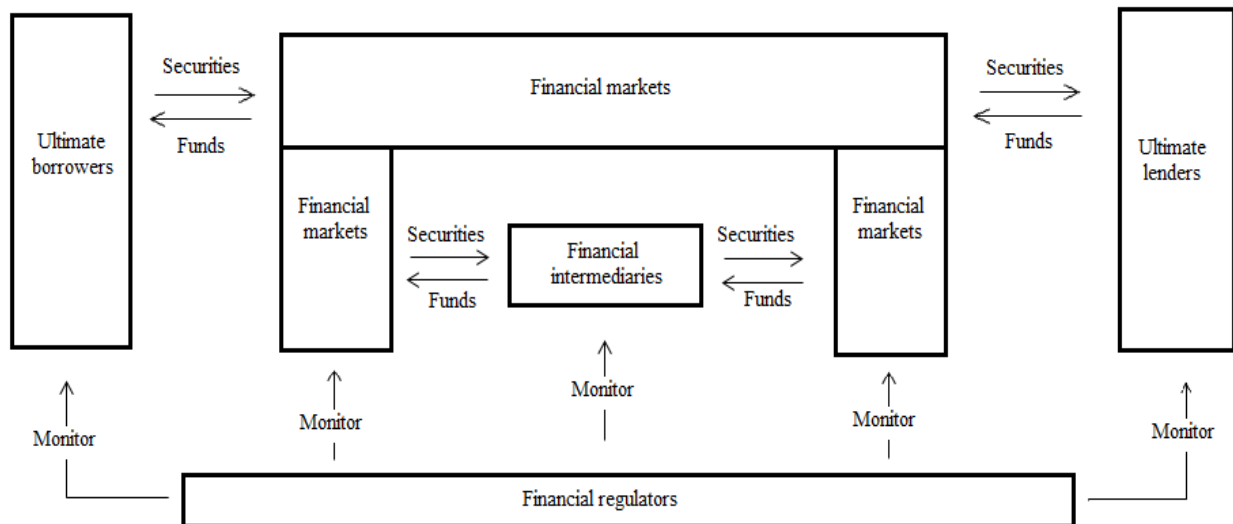 Securities
Funds
Ultimate
borrowers
Financial markets
Securities
Funds
Ultimate
lenders
Financial
markets
Securities
Funds
Financial
intermediaries
Securities
Funds
Financial
markets
Monitor
Monitor
Monitor
Monitor
Monitor
Financial regulators